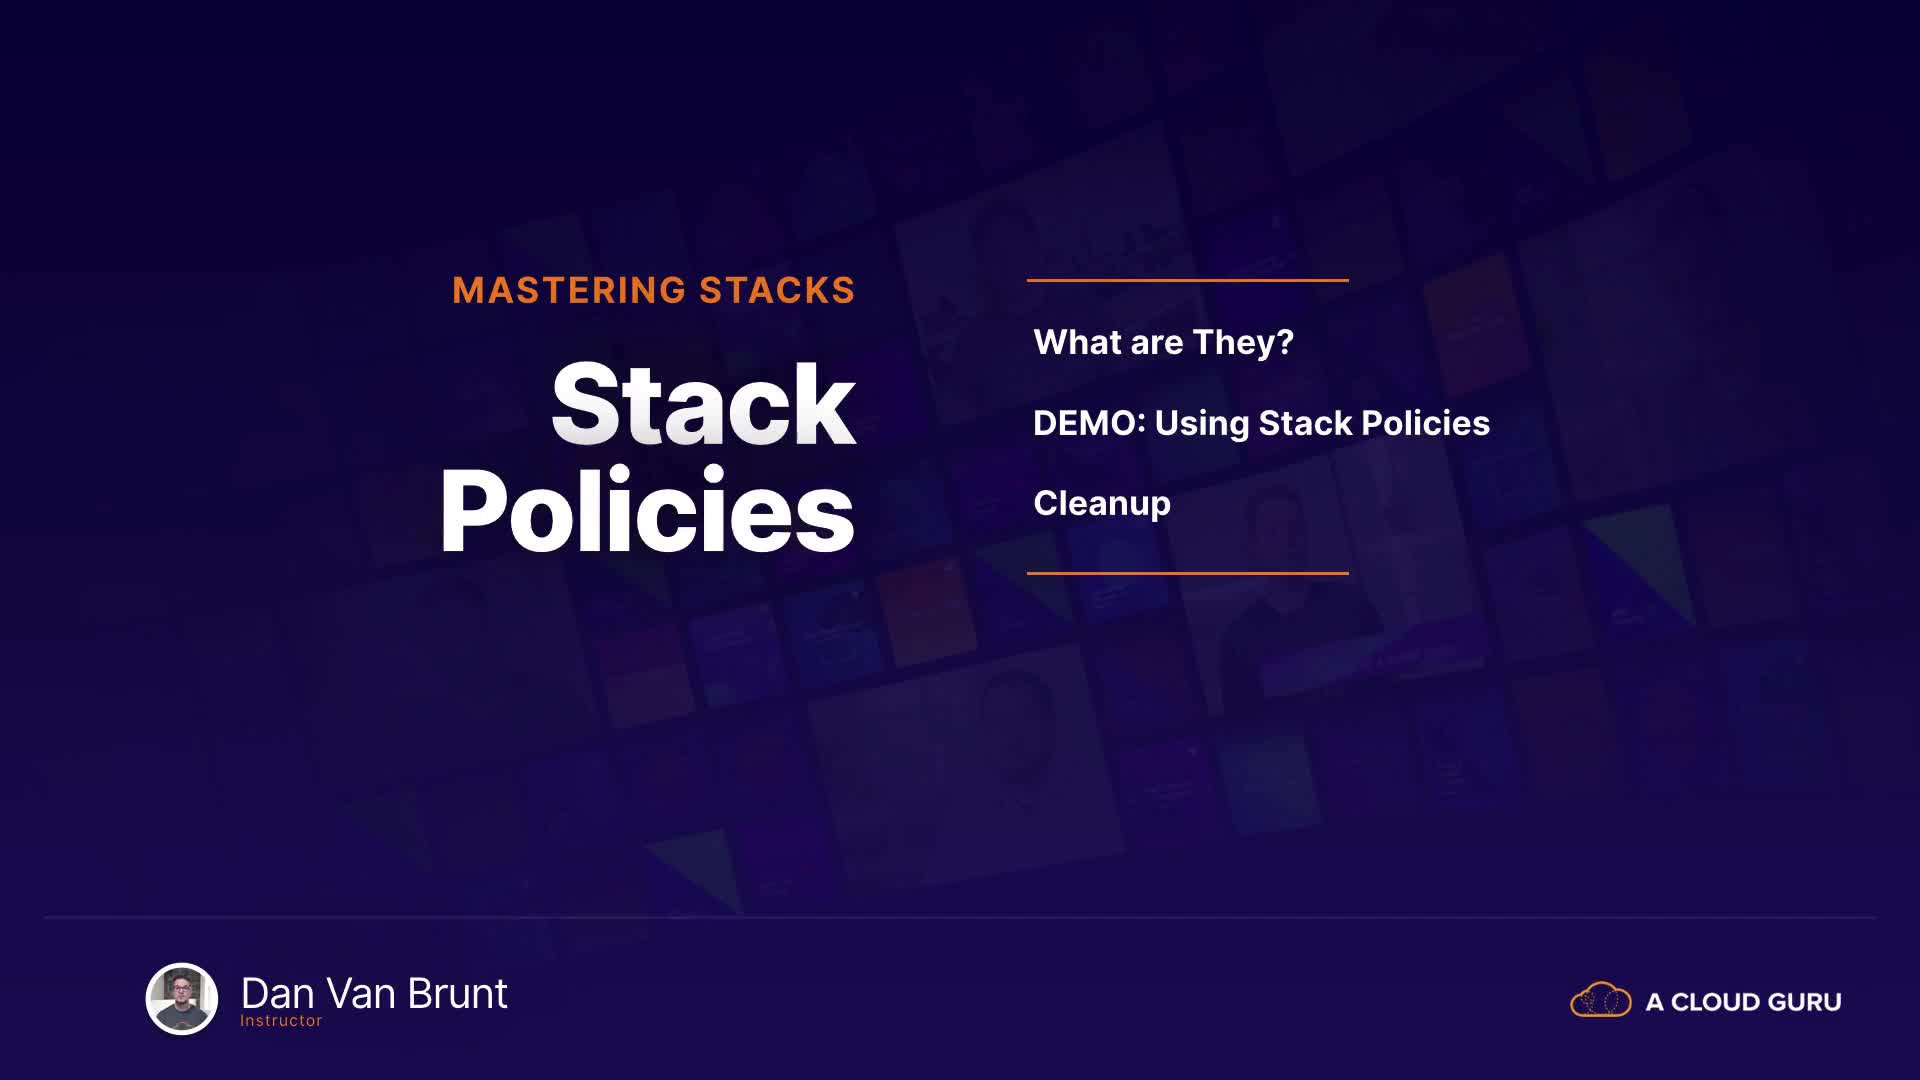 MASTERING STACKS
Stack
Policies
What are They?
DEMO: Using Stack Policies
Cleanup
Dan Van Brunt
Instructor
A CLOUD GURU